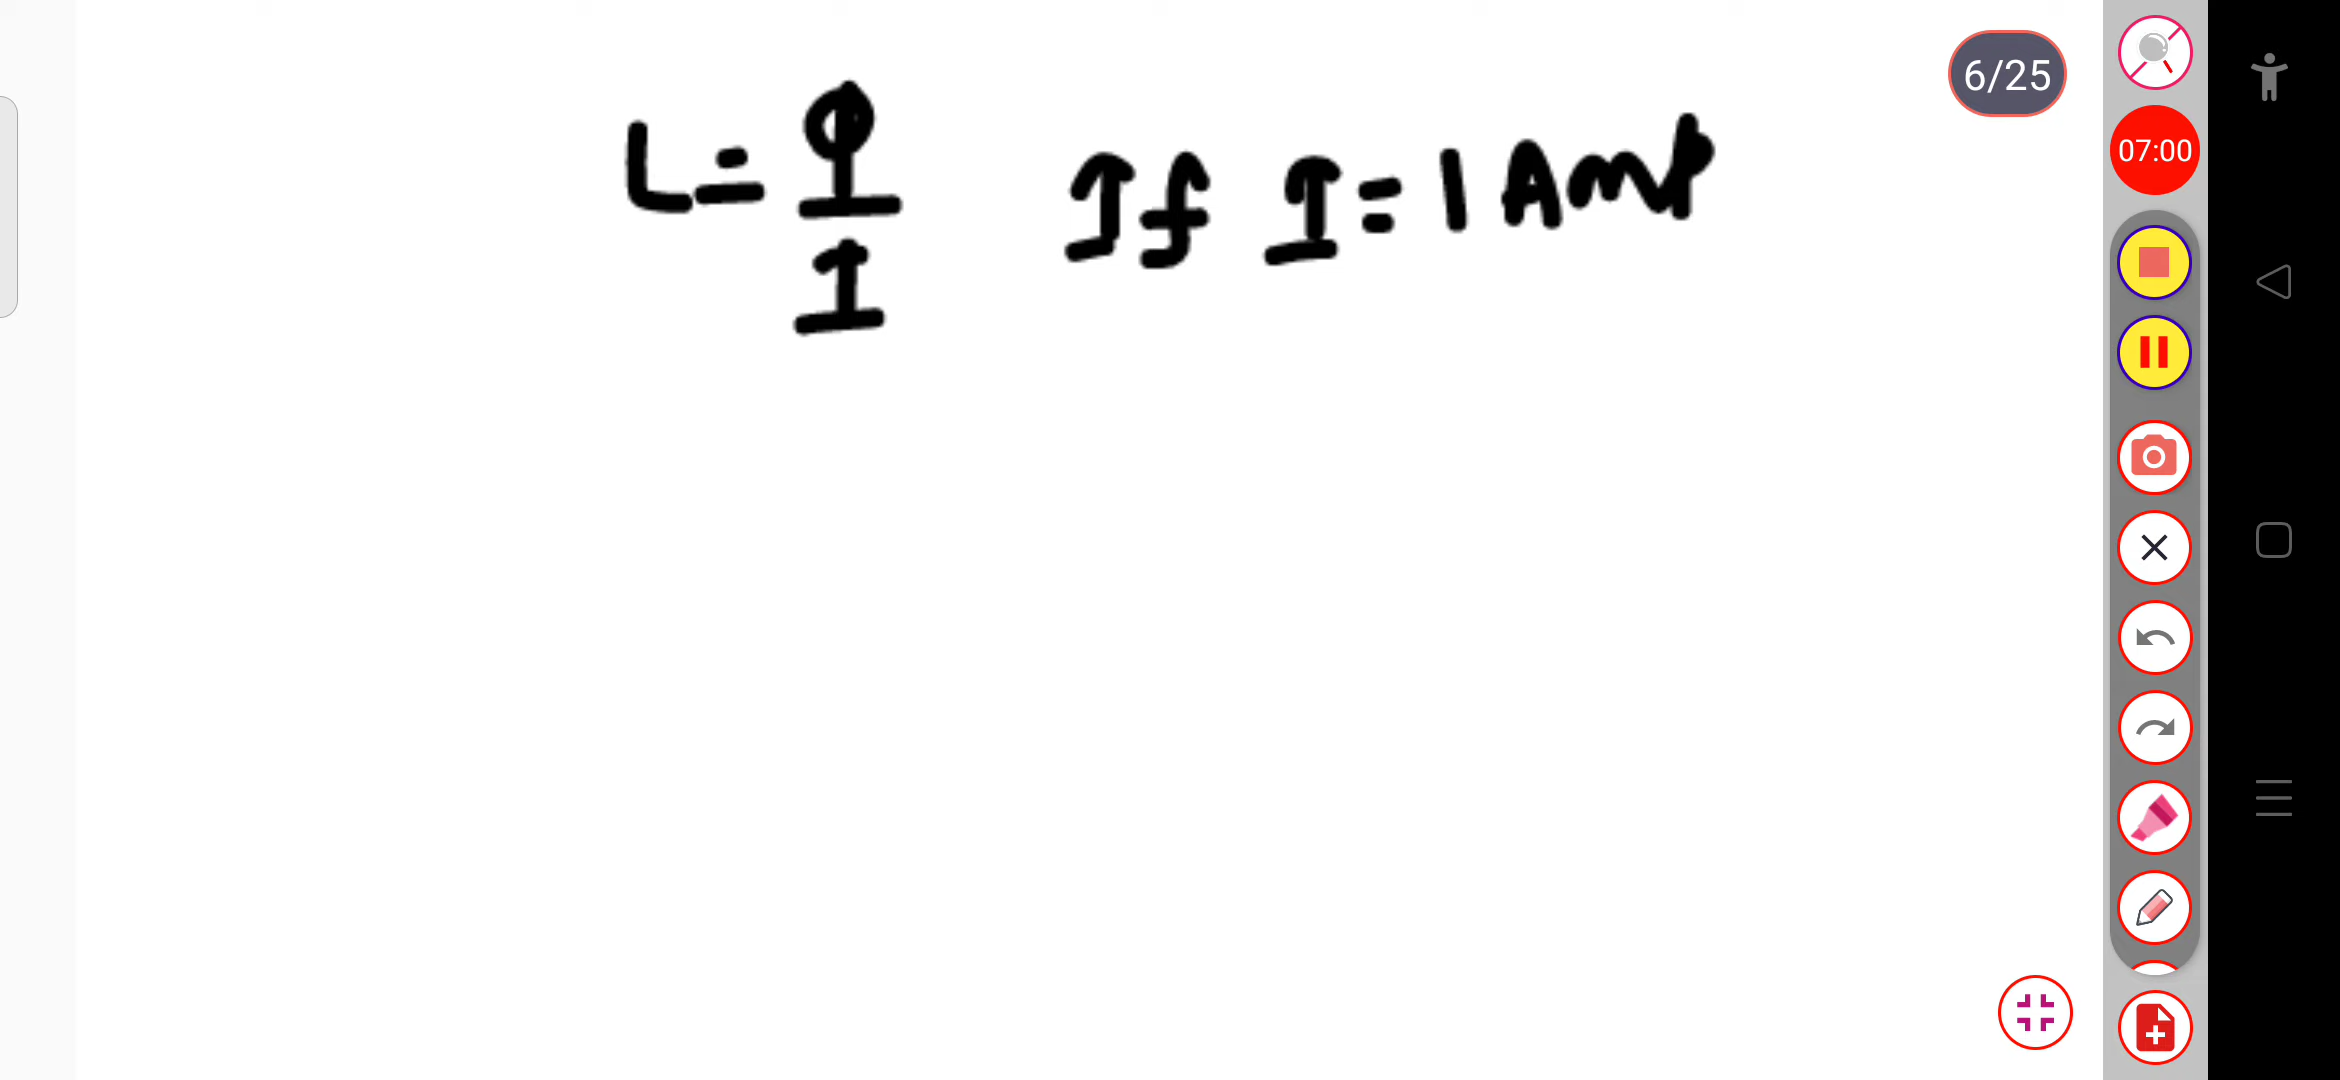 L = φ/I If I = 1 Amp
6/25
07:00